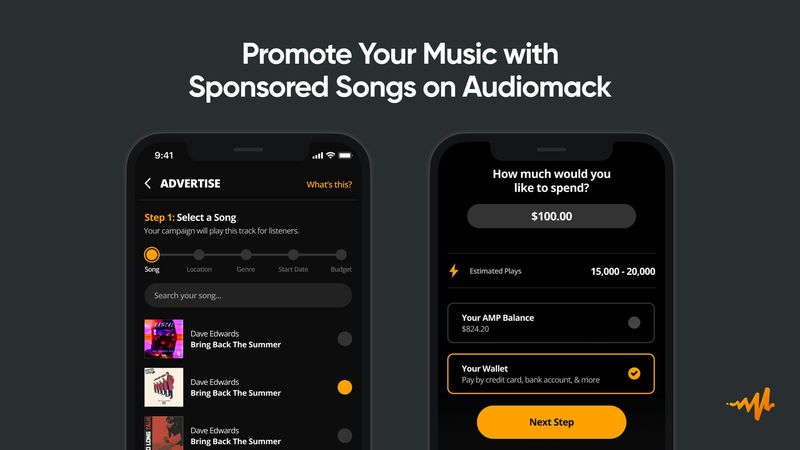 Promote Your Music with
Sponsored Songs on Audiomack
9:41
ADVERTISE
What's this?
Step 1: Select a Song
Your campaign will play this track for listeners.
Song Location Genre Start Date Budget
Search your song...
Dave Edwards
Bring Back The Summer
Dave Edwards
Bring Back The Summer
Dave Edwards
Bring Back The Summer
How much would you
like to spend?
$100.00
Estimated Plays 15,000 - 20,000
Your AMP Balance
$824.20
Your Wallet
Pay by credit card, bank account, & more
Next Step